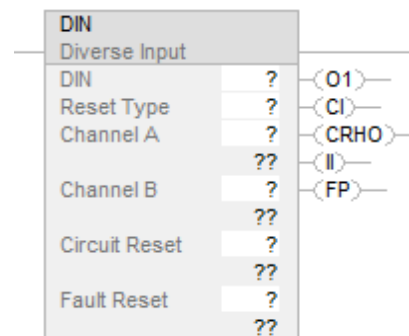 DIN
Diverse Input
DIN ? (O1)
Reset Type ? (CI)
Channel A ? (CRHO)
?? (II)
Channel B ? (FP)
??
Circuit Reset ?
??
Fault Reset ?
??